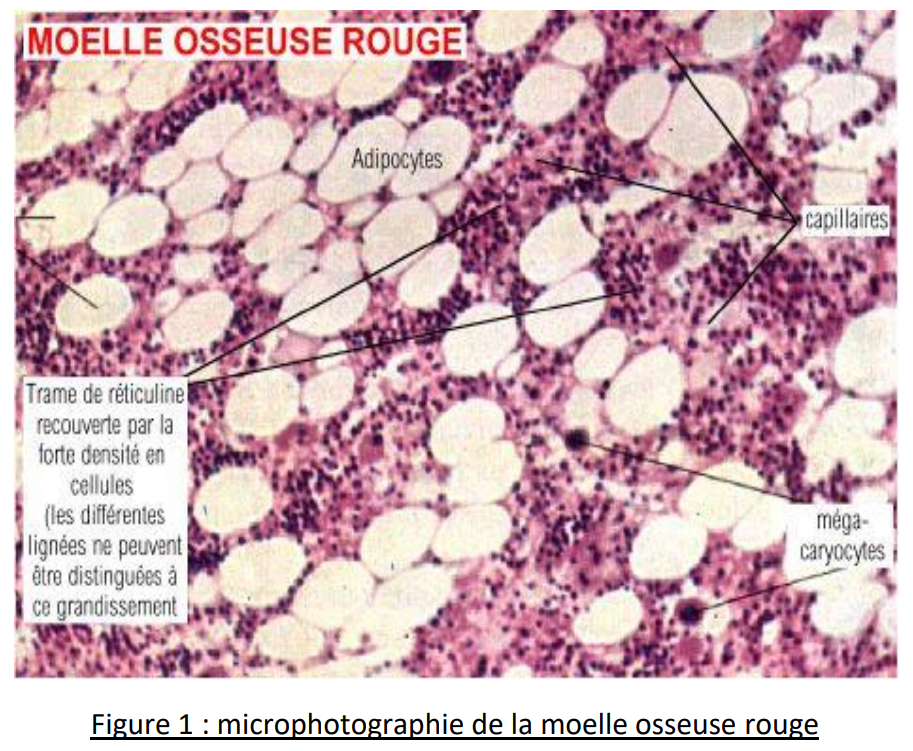 MOELLE OSSEUSE ROUGE
Adipocytes
capillaires
Trame de réticuline
recouverte par la
forte densité en
cellules
(les différentes
lignées ne peuvent
être distinguées à
ce grandissement
méga-
caryocytes
Figure 1 : microphotographie de la moelle osseuse rouge